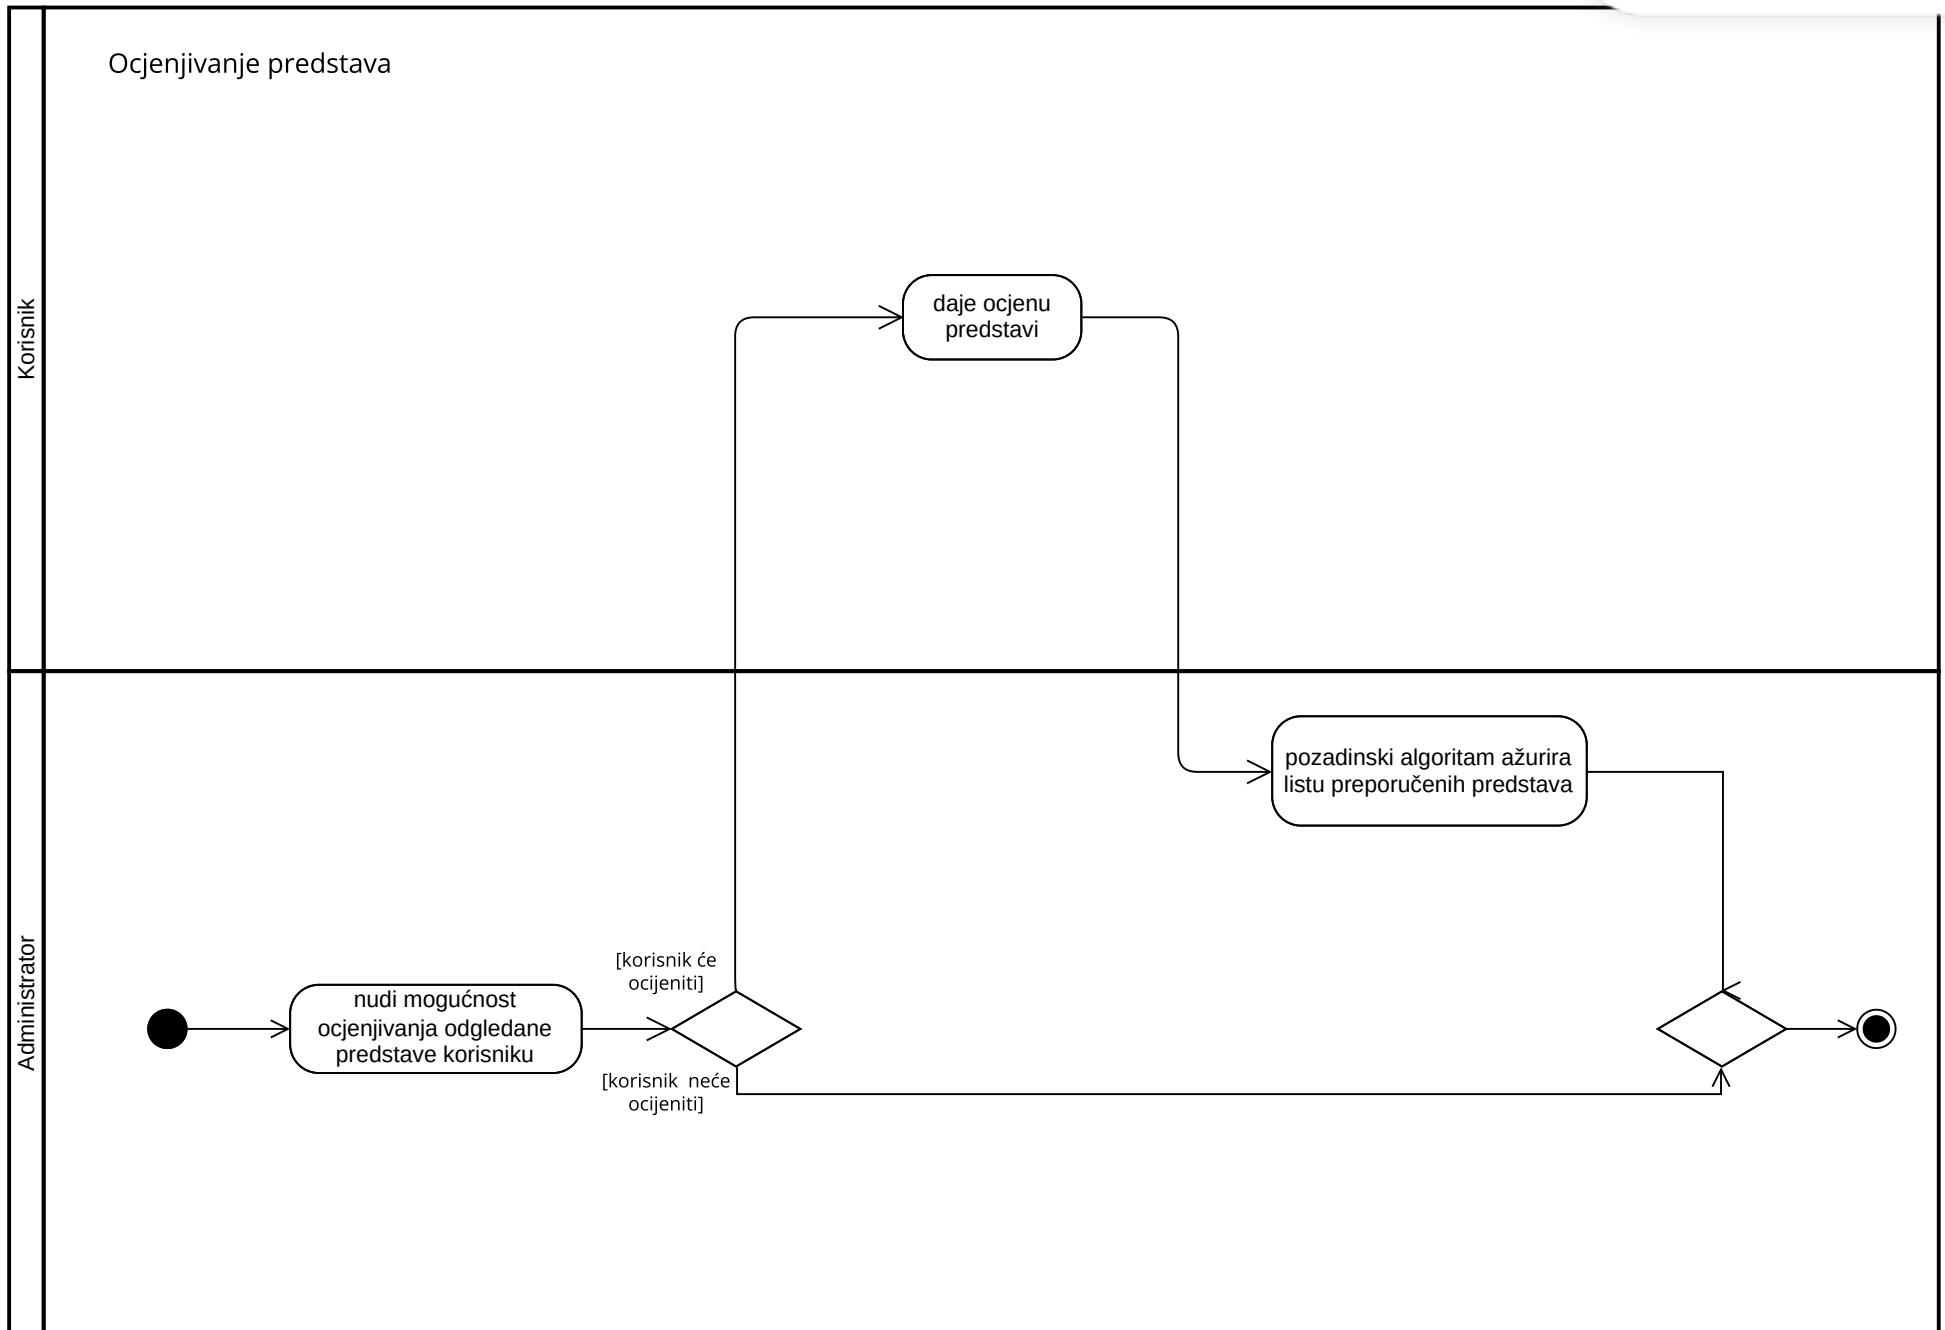 Ocjenjivanje predstava
Korisnik
daje ocjenu
predstavi
Administrator
pozadinski algoritam ažurira
listu preporučenih predstava
nudi mogućnost
ocjenjivanja odgledane
predstave korisniku
[korisnik će
ocijeniti]
[korisnik  neće
ocijeniti]